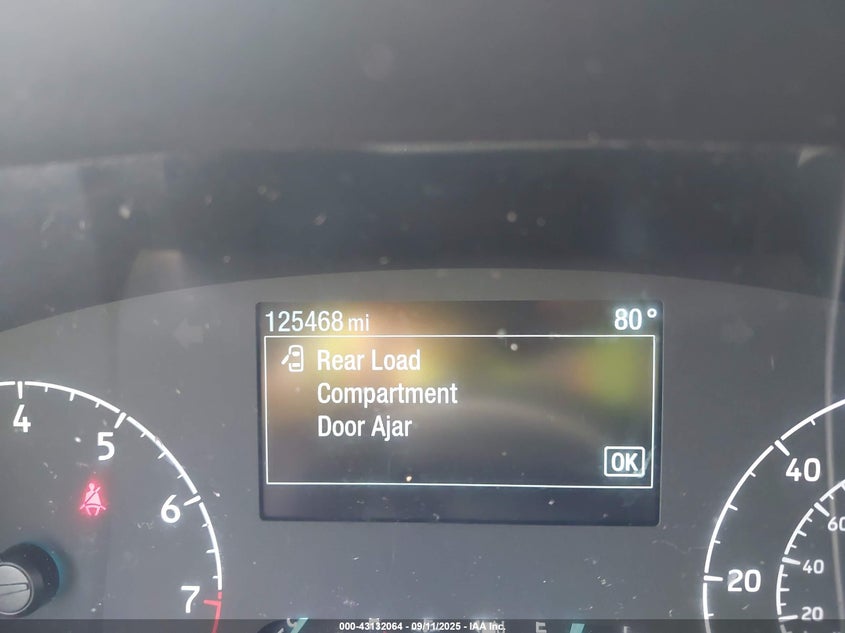 125468 mi 80°
Rear Load
Compartment
Door Ajar
OK
4
5
6
7
40
20
60
40
20
E
000-43132064 - 09/11/2025 - IAA Inc.